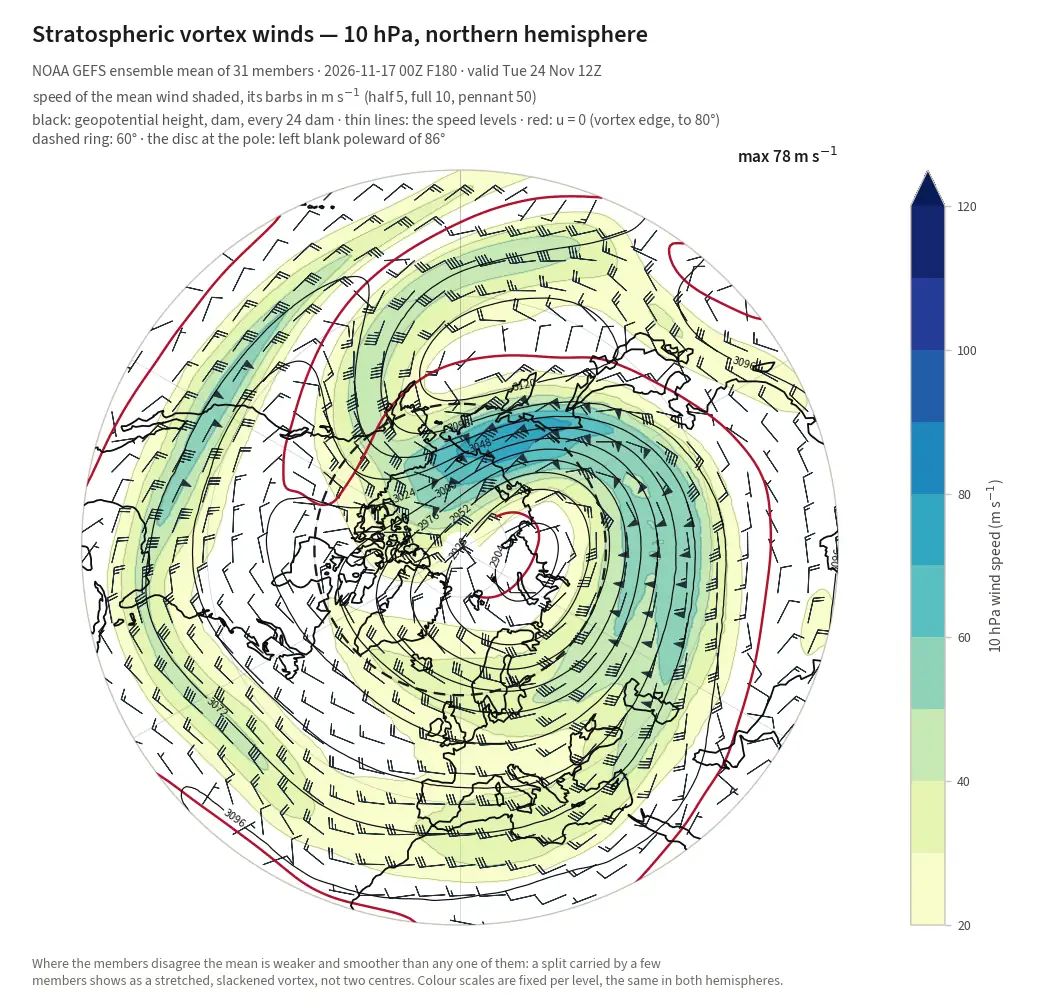 Stratospheric vortex winds — 10 hPa, northern hemisphere
NOAA GEFS ensemble mean of 31 members · 2026-11-17 00Z F180 · valid Tue 24 Nov 12Z
speed of the mean wind shaded, its barbs in m s⁻¹ (half 5, full 10, pennant 50)
black: geopotential height, dam, every 24 dam · thin lines: the speed levels · red: u = 0 (vortex edge, to 80°)
dashed ring: 60° · the disc at the pole: left blank poleward of 86°
max 78 m s⁻¹
120
100
80
60
40
20
10 hPa wind speed (m s⁻¹)
3096
3120
3048
3024
2976
2952
2904
3096
3072
3096
Where the members disagree the mean is weaker and smoother than any one of them: a split carried by a few
members shows as a stretched, slackened vortex, not two centres. Colour scales are fixed per level, the same in both hemispheres.